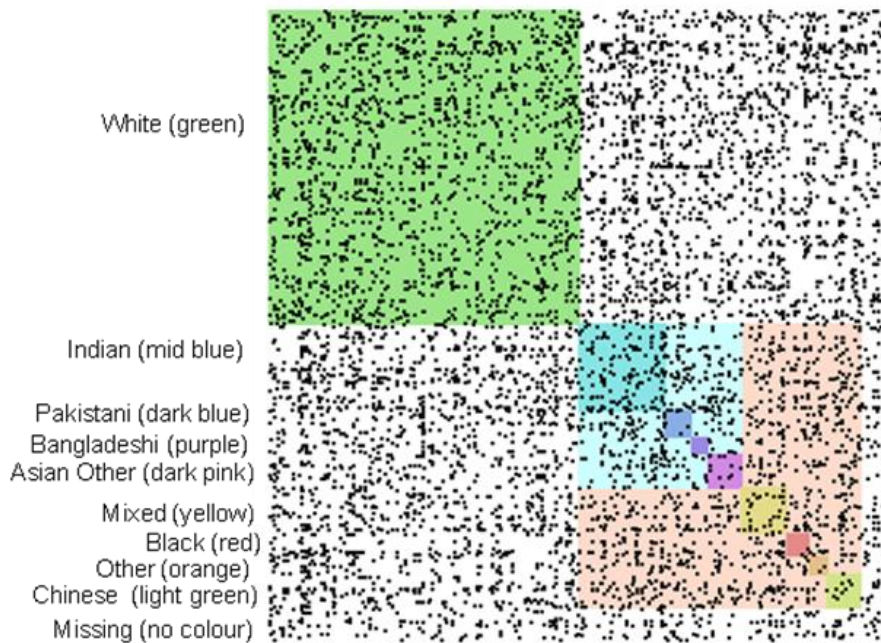 White (green)
Indian (mid blue)
Pakistani (dark blue)
Bangladeshi (purple)
Asian Other (dark pink)
Mixed (yellow)
Black (red)
Other (orange)
Chinese (light green)
Missing (no colour)